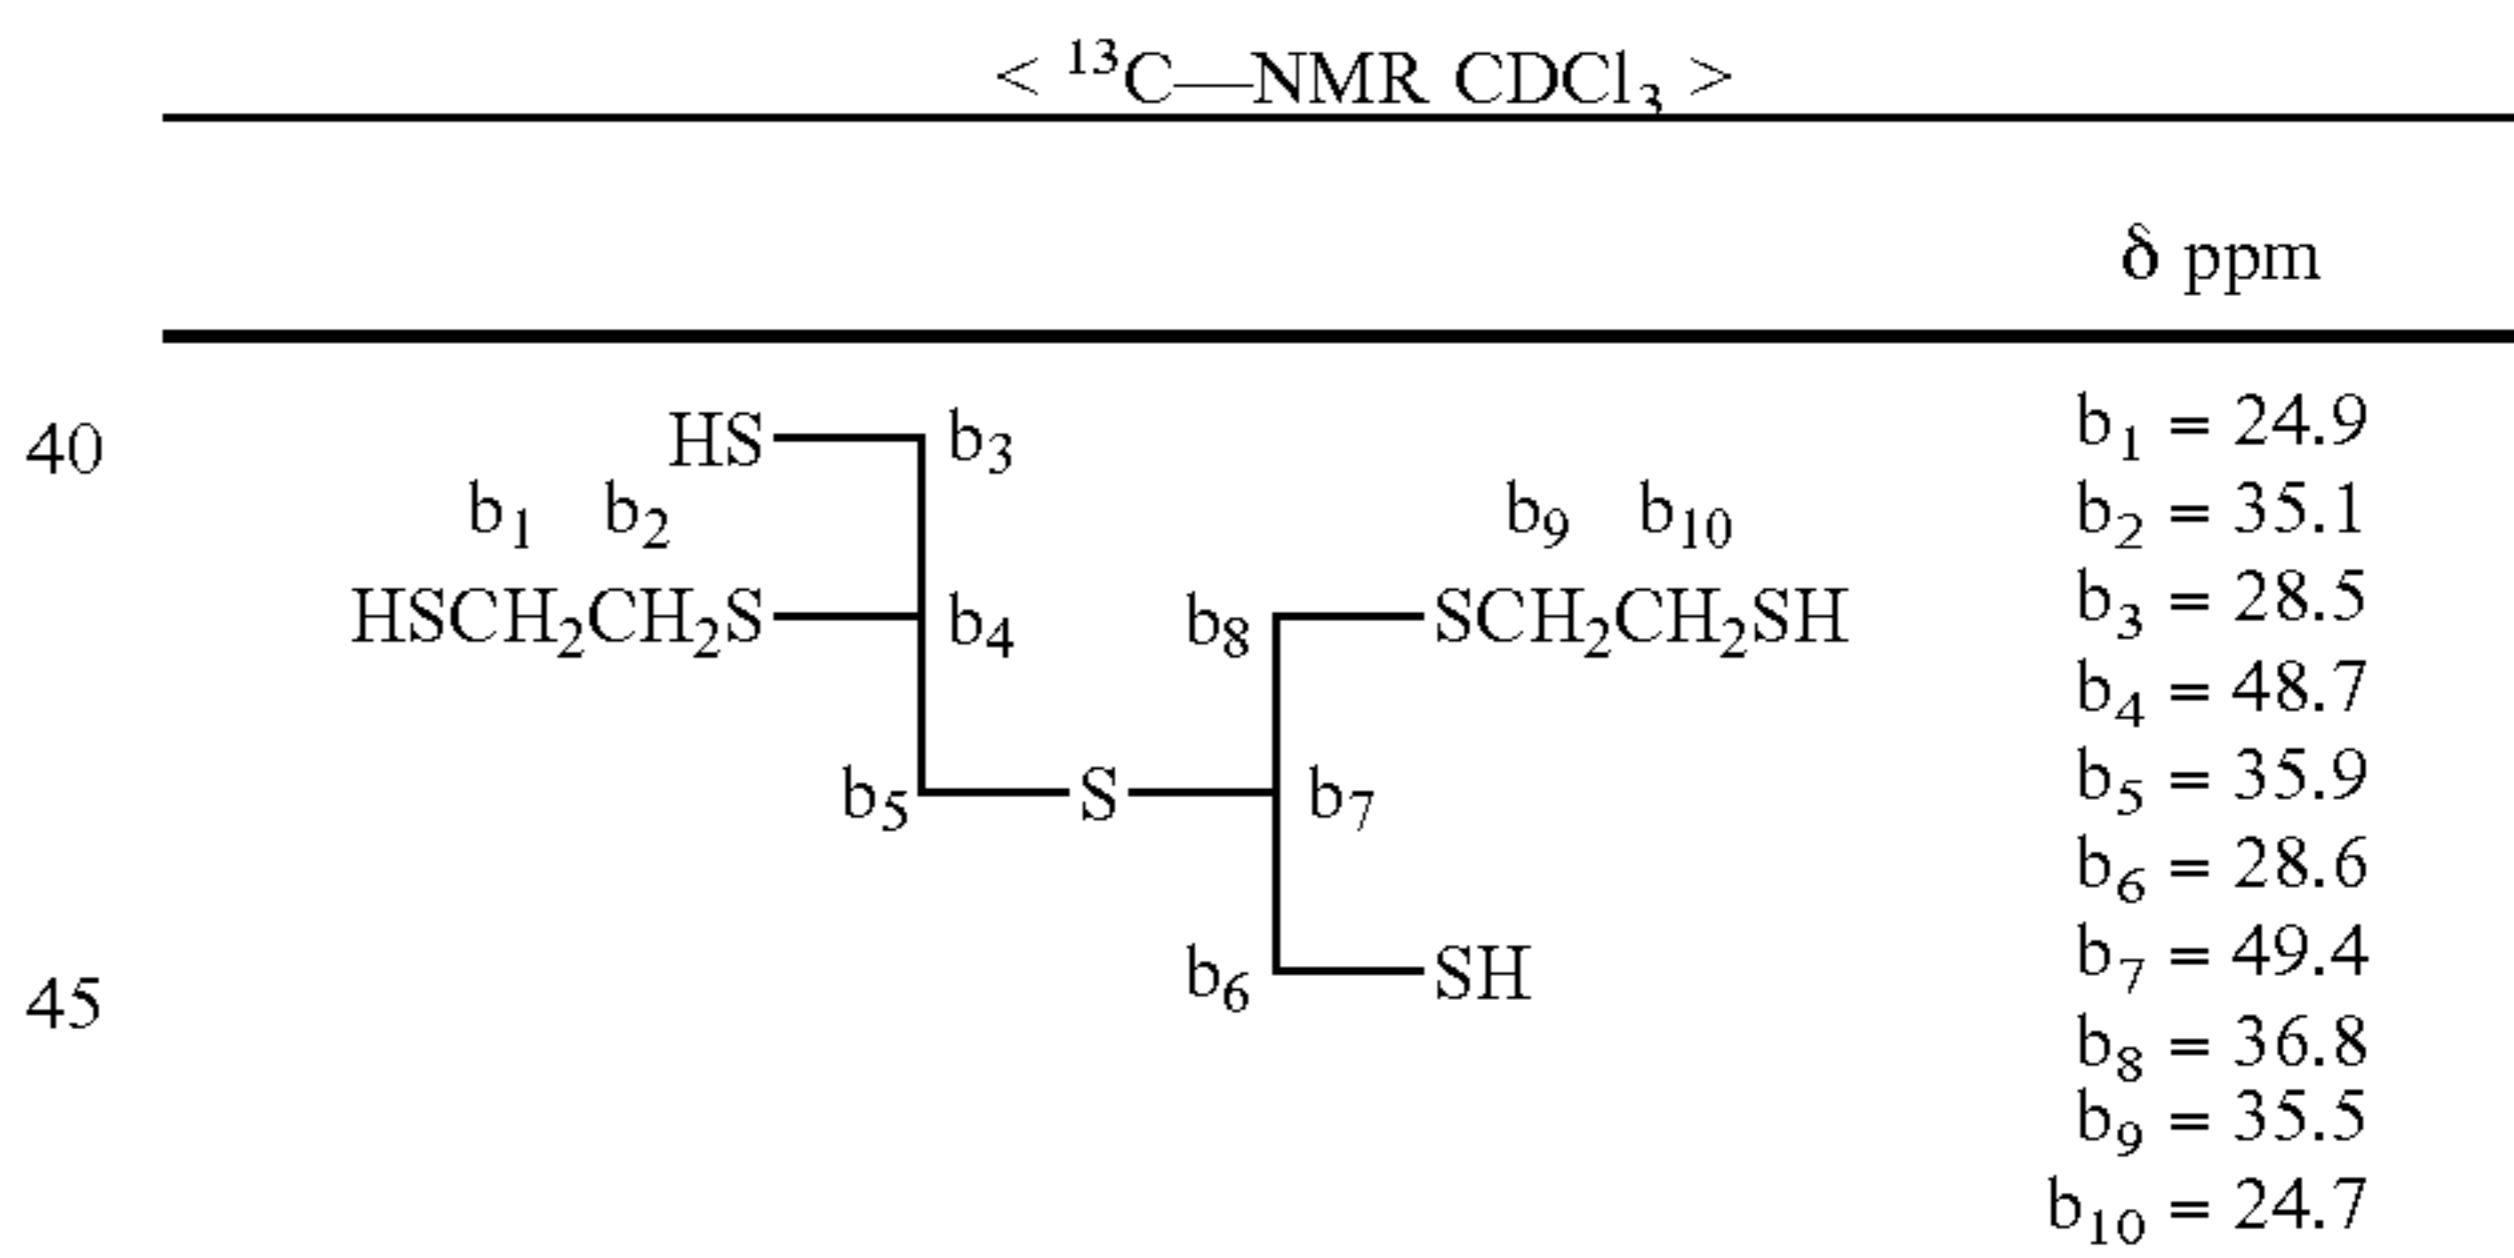 < ¹³C—NMR CDCl₃ >
δ ppm
40 HS b₃ b₁ = 24.9
b₁ b₂ b₉ b₁₀ b₂ = 35.1
HSCH₂CH₂S b₄ b₈ SCH₂CH₂SH b₃ = 28.5
b₄ = 48.7
b₅ S b₇ b₅ = 35.9
b₆ = 28.6
45 b₆ SH b₇ = 49.4
b₈ = 36.8
b₉ = 35.5
b₁₀ = 24.7